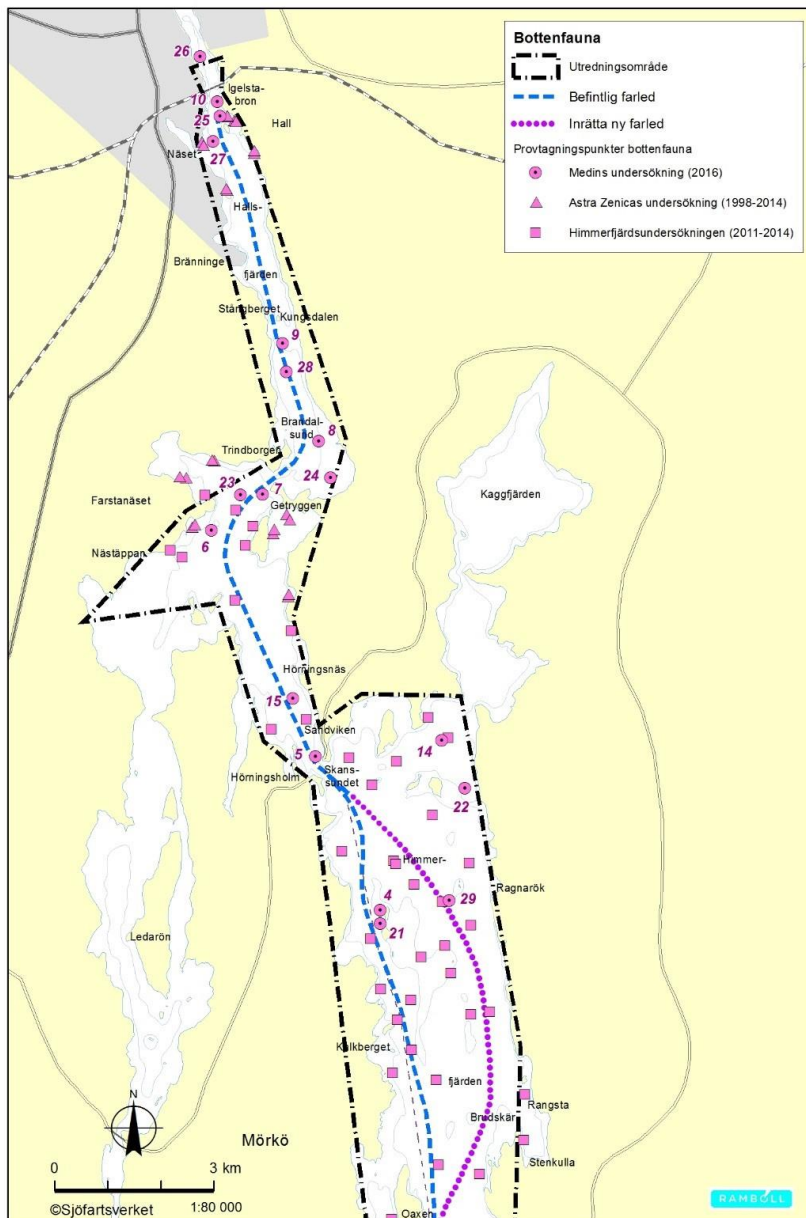 Bottenfauna
Utredningsområde
Befintlig farled
Inrätta ny farled
Provtagningspunkter bottenfauna
Medins undersökning (2016)
Astra Zenicas undersökning (1998-2014)
Himmerfjärdsundersökningen (2011-2014)
26
Igelsta-
bron
10
25
Hall
27
Näset
Halls-
Bränninge
fjärden
Stångberget
Kungsdalen
9
28
Brandal-
sund
8
Trindborgen
24
23
7
Farstanäset
Getryggen
Kaggfjärden
6
Nästäppan
Hörningsnäs
15
Sandviken
14
5
Skans-
sundet
Hörningsholm
22
Himmer-
Ragnarök
29
4
21
Ledarön
Kalkberget
fjärden
Brudskär
Rangsta
N
Mörkö
Stenkulla
0
3 km
©Sjöfartsverket
1:80 000
Oaxen
RAMBOLL